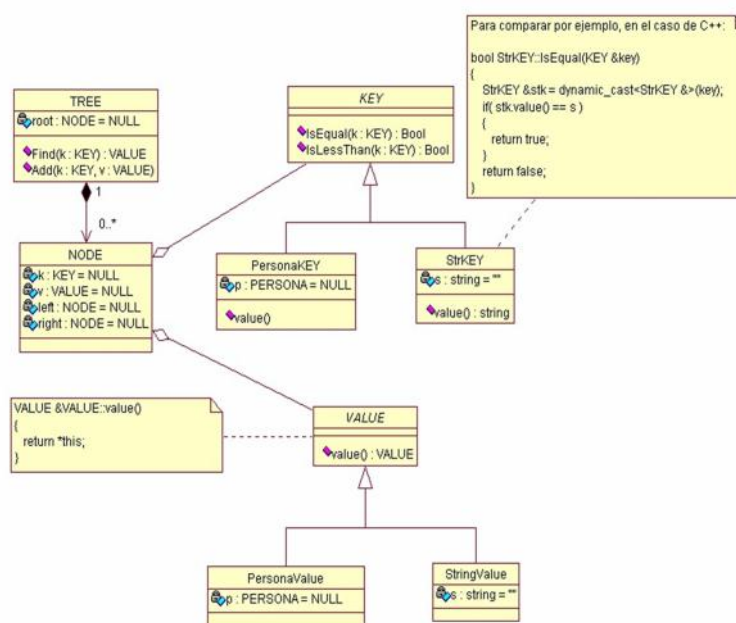 Para comparar por ejemplo, en el caso de C++:
bool StrKEY::IsEqual(KEY &key)
{
StrKEY &stk = dynamic_cast<StrKEY &>(key);
if( stk.value() == s )
{
return true;
}
return false;
}
TREE
root : NODE = NULL
Find(k : KEY) : VALUE
Add(k : KEY, v : VALUE)
1
0..*
KEY
IsEqual(k : KEY) : Bool
IsLessThan(k : KEY) : Bool
NODE
k : KEY = NULL
v : VALUE = NULL
left : NODE = NULL
right : NODE = NULL
PersonaKEY
p : PERSONA = NULL
value()
StrKEY
s : string = ""
value() : string
VALUE &VALUE::value()
{
return *this;
}
VALUE
value() : VALUE
PersonaValue
p : PERSONA = NULL
StringValue
s : string = ""